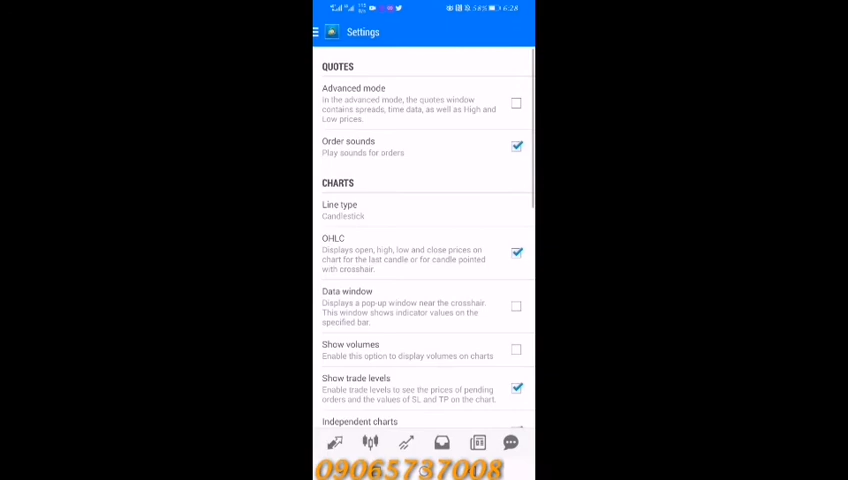 58% 6:28
Settings
QUOTES
Advanced mode
In the advanced mode, the quotes window
contains spreads, time data, as well as High and
Low prices.
Order sounds
Play sounds for orders
CHARTS
Line type
Candlestick
OHLC
Displays open, high, low and close prices on
chart for the last candle or for candle pointed
with crosshair.
Data window
Displays a pop-up window near the crosshair.
This window shows indicator values on the
specified bar.
Show volumes
Enable this option to display volumes on charts
Show trade levels
Enable trade levels to see the prices of pending
orders and the values of SL and TP on the chart.
Independent charts
09065737008